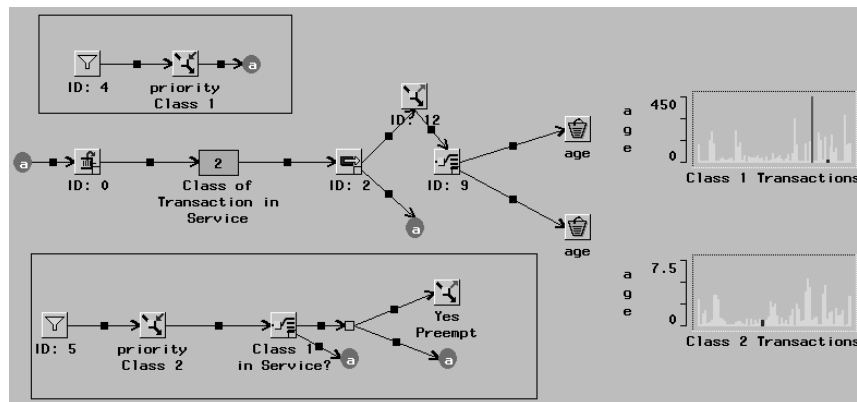 ID: 4
priority
Class 1
a
a
ID: 0
2
Class of
Transaction in
Service
ID: 2
ID: 12
ID: 9
a
age
age
a
g
e
450
0
Class 1 Transactions
ID: 5
priority
Class 2
Class 1
in Service?
a
Yes
Preempt
a
a
g
e
7.5
0
Class 2 Transactions